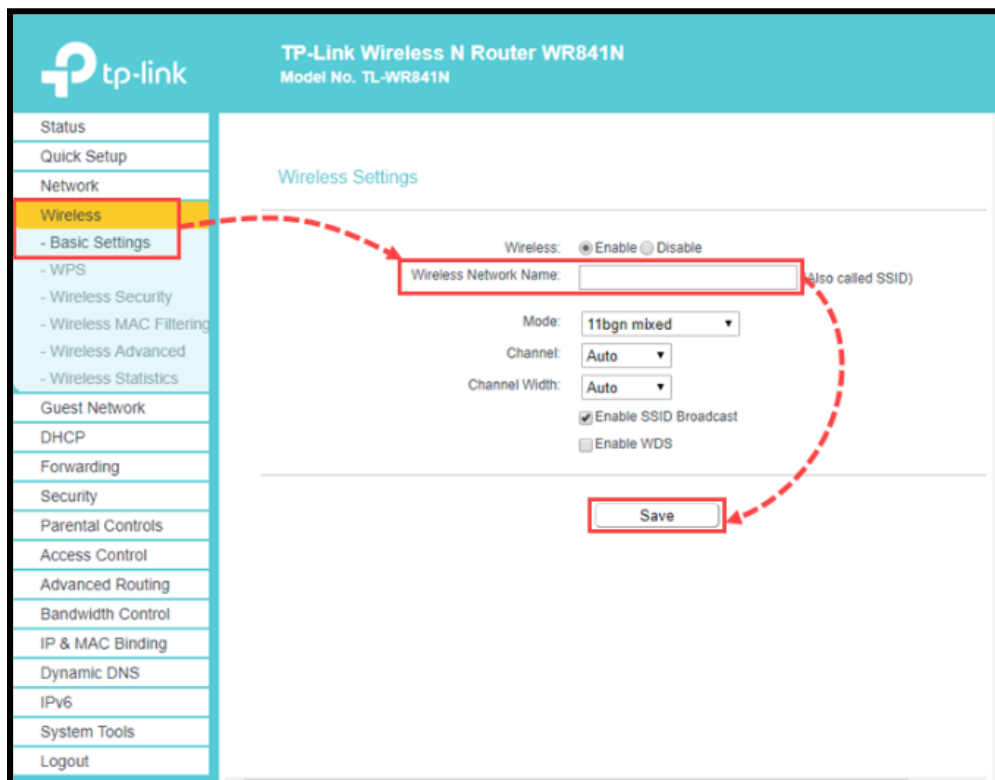 tp-link
TP-Link Wireless N Router WR841N
Model No. TL-WR841N
Status
Quick Setup
Network
Wireless
- Basic Settings
- WPS
- Wireless Security
- Wireless MAC Filtering
- Wireless Advanced
- Wireless Statistics
Guest Network
DHCP
Forwarding
Security
Parental Controls
Access Control
Advanced Routing
Bandwidth Control
IP & MAC Binding
Dynamic DNS
IPv6
System Tools
Logout
Wireless Settings
Wireless: Enable Disable
Wireless Network Name: (Also called SSID)
Mode: 11bgn mixed
Channel: Auto
Channel Width: Auto
Enable SSID Broadcast
Enable WDS
Save